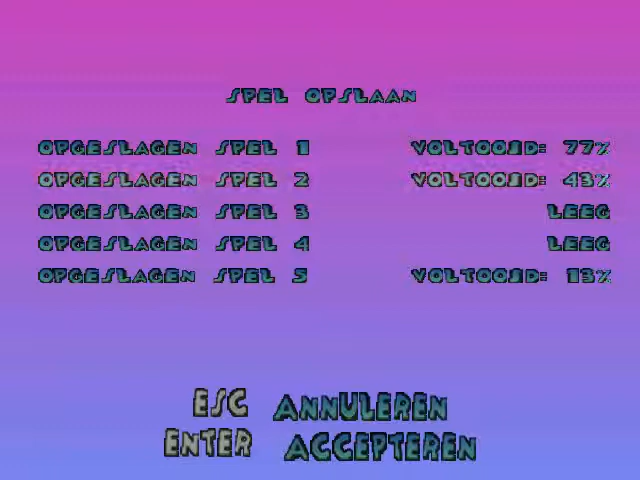 SPEL OPSLAAN
OPGESLAGEN SPEL 1 VOLTOOID: 77%
OPGESLAGEN SPEL 2 VOLTOOID: 43%
OPGESLAGEN SPEL 3 LEEG
OPGESLAGEN SPEL 4 LEEG
OPGESLAGEN SPEL 5 VOLTOOID: 13%
ESC ANNULEREN
ENTER ACCEPTEREN